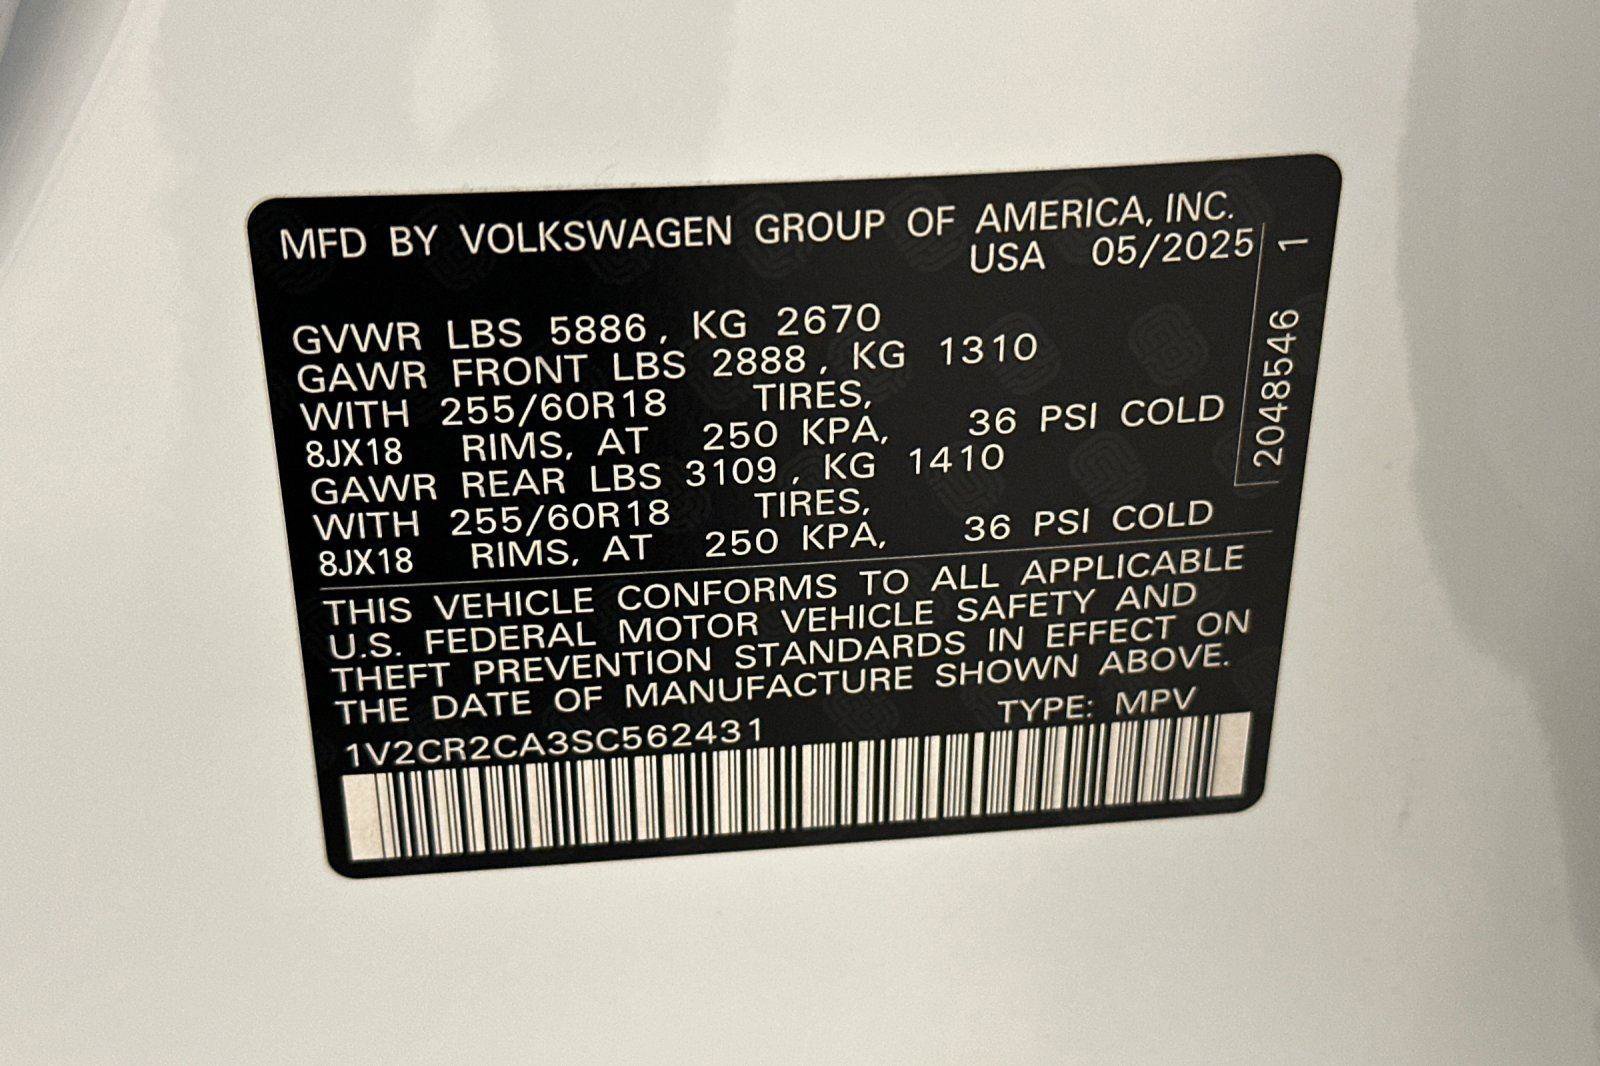 MFD BY VOLKSWAGEN GROUP OF AMERICA, INC.
USA 05/2025
GVWR LBS 5886, KG 2670
GAWR FRONT LBS 2888, KG 1310
WITH 255/60R18 TIRES,
8JX18 RIMS, AT 250 KPA, 36 PSI COLD
GAWR REAR LBS 3109, KG 1410
WITH 255/60R18 TIRES,
8JX18 RIMS, AT 250 KPA, 36 PSI COLD
THIS VEHICLE CONFORMS TO ALL APPLICABLE
U.S. FEDERAL MOTOR VEHICLE SAFETY AND
THEFT PREVENTION STANDARDS IN EFFECT ON
THE DATE OF MANUFACTURE SHOWN ABOVE.
1V2CR2CA3SC562431 TYPE: MPV
2048546 1